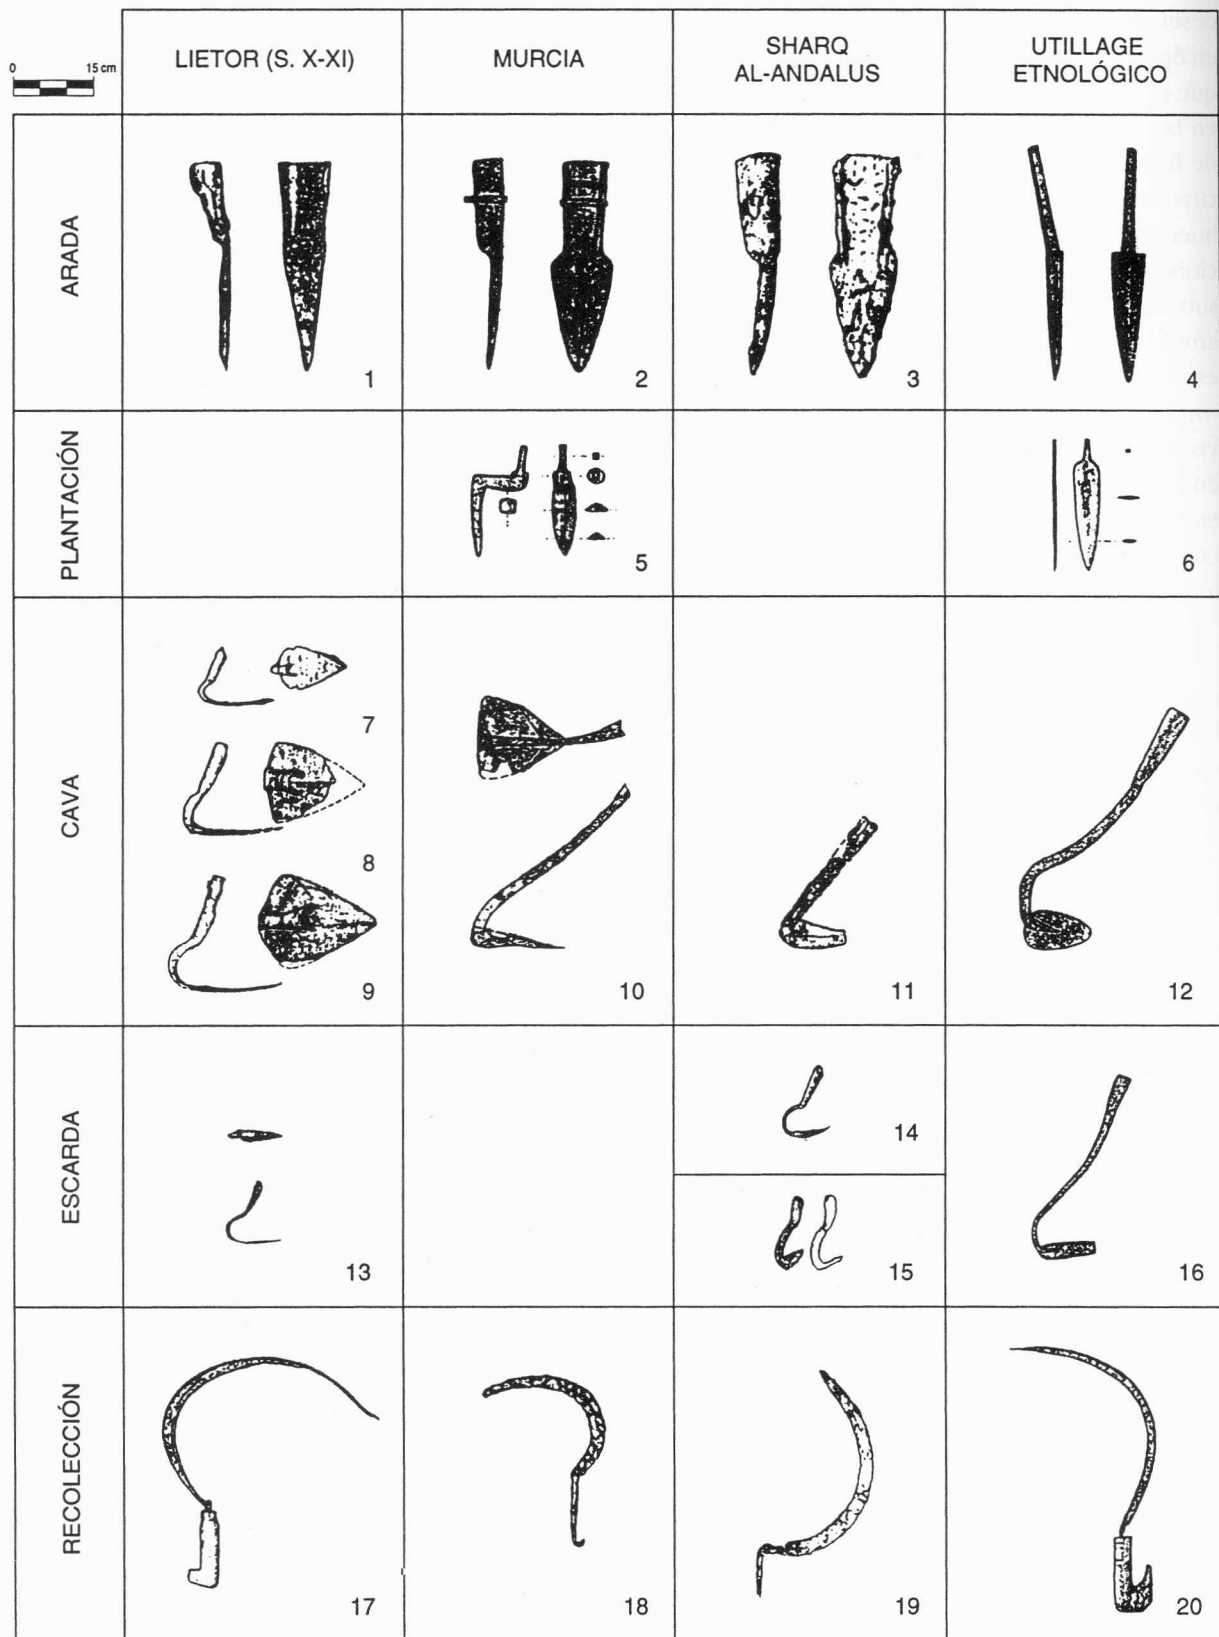 0 15 cm
LIETOR (S. X-XI)
MURCIA
SHARQ
AL-ANDALUS
UTILLAGE
ETNOLÓGICO
ARADA
1
2
3
4
PLANTACIÓN
5
6
CAVA
7
8
9
10
11
12
ESCARDA
13
14
15
16
RECOLECCIÓN
17
18
19
20